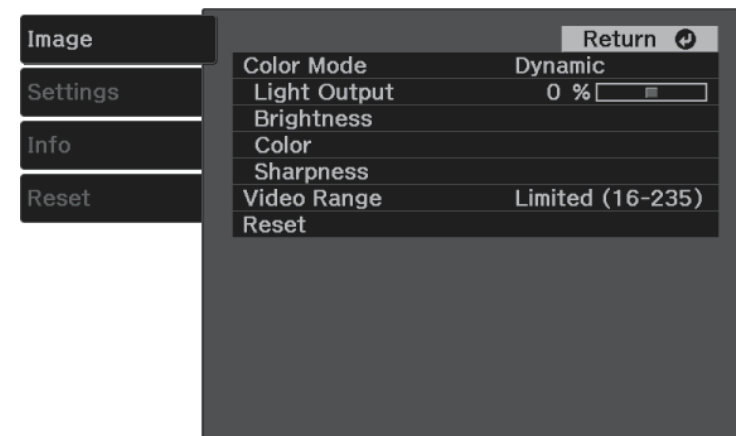 Image
Settings
Info
Reset
Return
Color Mode Dynamic
Light Output 0 %
Brightness
Color
Sharpness
Video Range Limited (16-235)
Reset